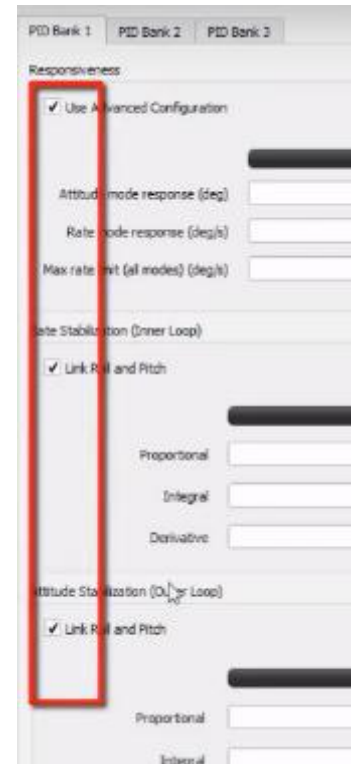 PID Bank 1 PID Bank 2 PID Bank 3
Responsiveness
Use Advanced Configuration
Attitude mode response (deg)
Rate mode response (deg/s)
Max rate limit (all modes) (deg/s)
Rate Stabilization (Inner Loop)
Link Roll and Pitch
Proportional
Integral
Derivative
Attitude Stabilization (Outer Loop)
Link Roll and Pitch
Proportional
Integral